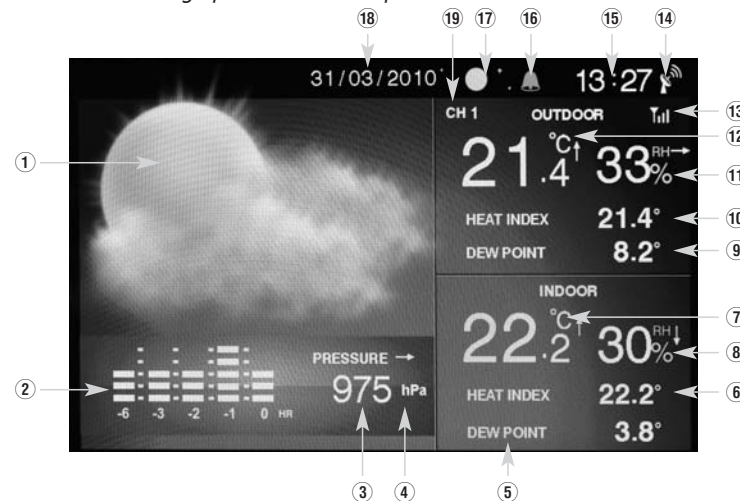 18 19 17 16 15 14
31/03/2010 13:27
CH 1 OUTDOOR
13
1
21.4 °C 33% RH
12
11
HEAT INDEX 21.4°
10
DEW POINT 8.2°
9
INDOOR
22.2 °C 30% RH
7
8
PRESSURE
975 hPa
2
HEAT INDEX 22.2°
6
-6 -3 -2 -1 0 HR
DEW POINT 3.8°
3 4 5